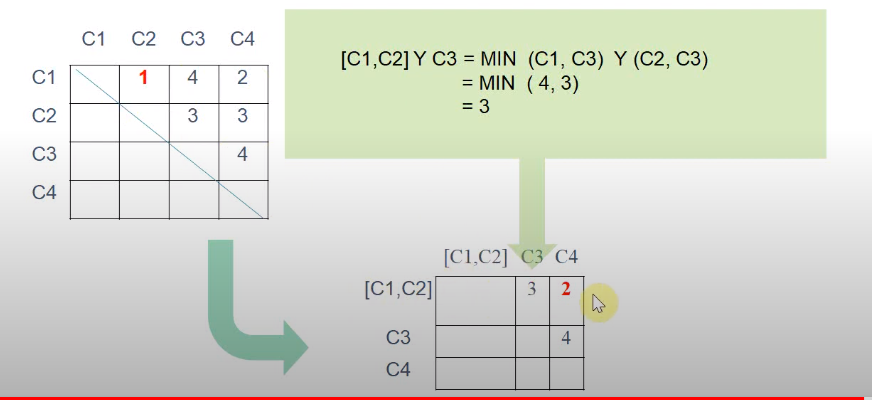 C1 C2 C3 C4
C1 1 4 2
C2 3 3
C3 4
C4
[C1,C2] Y C3 = MIN (C1, C3) Y (C2, C3)
= MIN ( 4, 3)
= 3
[C1,C2] C3 C4
[C1,C2] 3 2
C3 4
C4